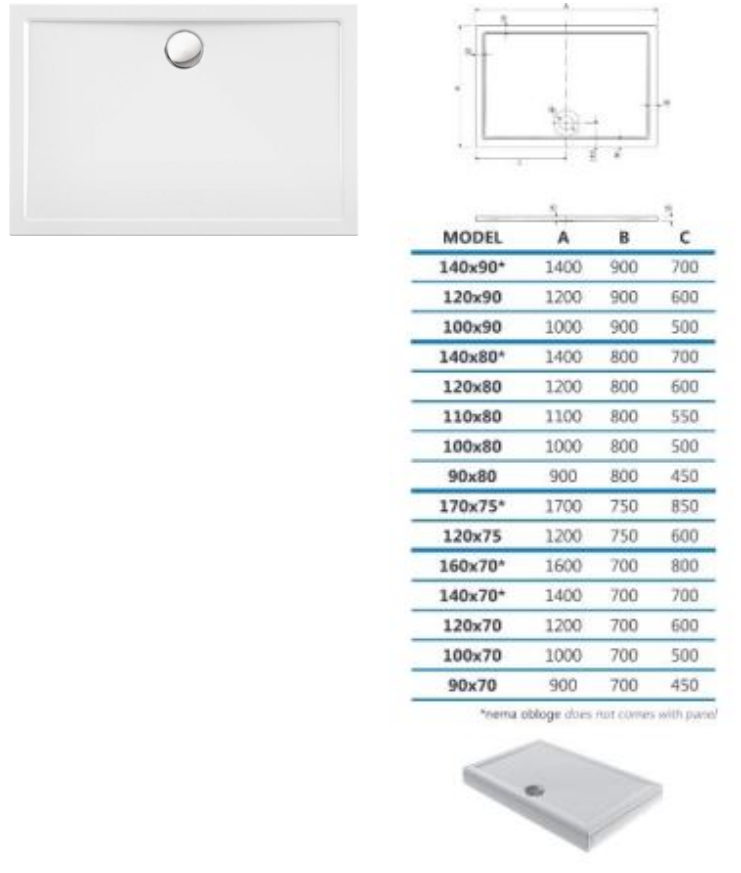 A
MODEL A B C
140x90* 1400 900 700
120x90 1200 900 600
100x90 1000 900 500
140x80* 1400 800 700
120x80 1200 800 600
110x80 1100 800 550
100x80 1000 800 500
90x80 900 800 450
170x75* 1700 750 850
120x75 1200 750 600
160x70* 1600 700 800
140x70* 1400 700 700
120x70 1200 700 600
100x70 1000 700 500
90x70 900 700 450
*nema obloge does not comes with panel